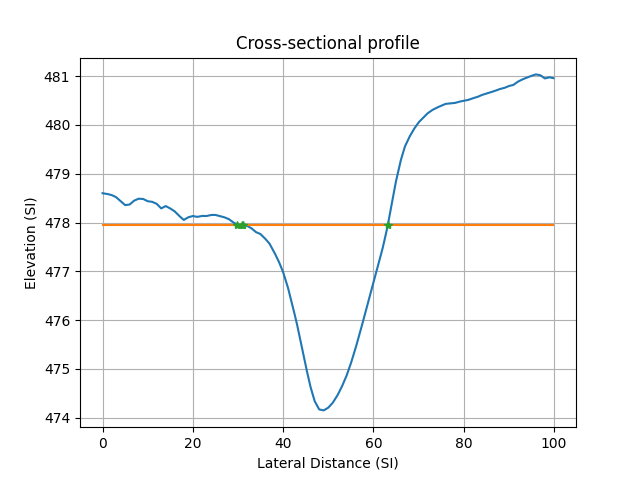 Cross-sectional profile
481
480
479
478
477
476
475
474
Elevation (SI)
0 20 40 60 80 100
Lateral Distance (SI)